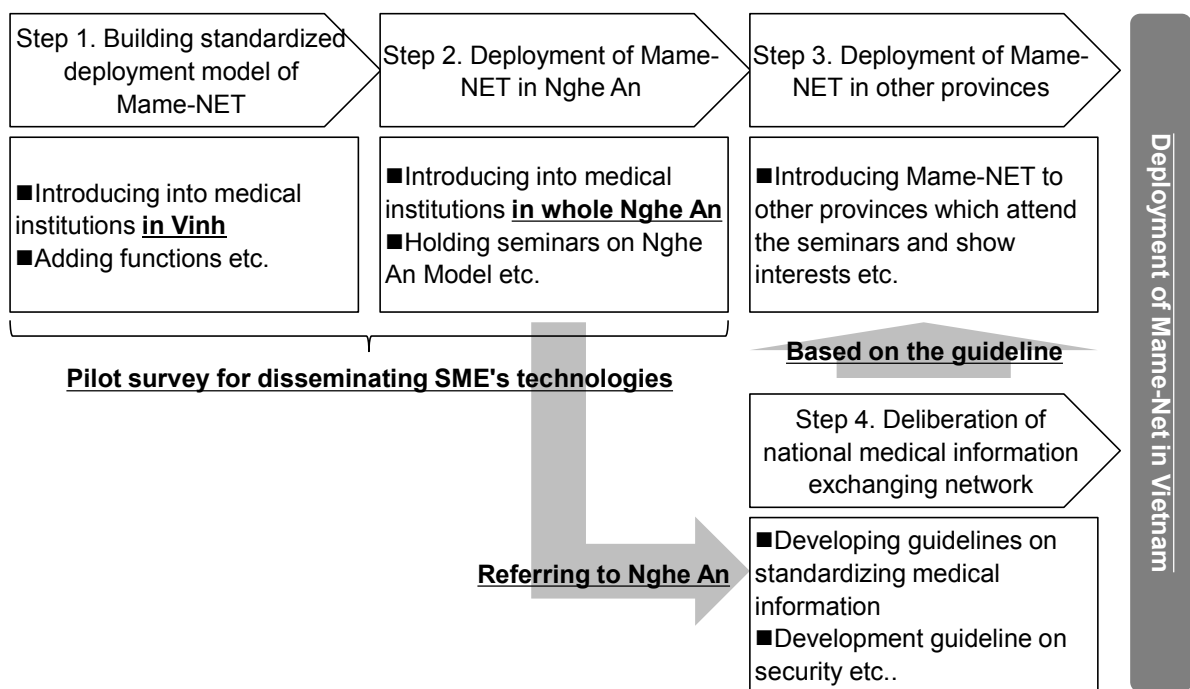 Step 1. Building standardized
deployment model of
Mame-NET
Step 2. Deployment of Mame-
NET in Nghe An
Step 3. Deployment of Mame-
NET in other provinces
■Introducing into medical
institutions in Vinh
■Adding functions etc.
■Introducing into medical
institutions in whole Nghe An
■Holding seminars on Nghe
An Model etc.
■Introducing Mame-NET to
other provinces which attend
the seminars and show
interests etc.
Pilot survey for disseminating SME's technologies
Based on the guideline
Step 4. Deliberation of
national medical information
exchanging network
Referring to Nghe An
■Developing guidelines on
standardizing medical
information
■Development guideline on
security etc..
Deployment of Mame-Net in Vietnam